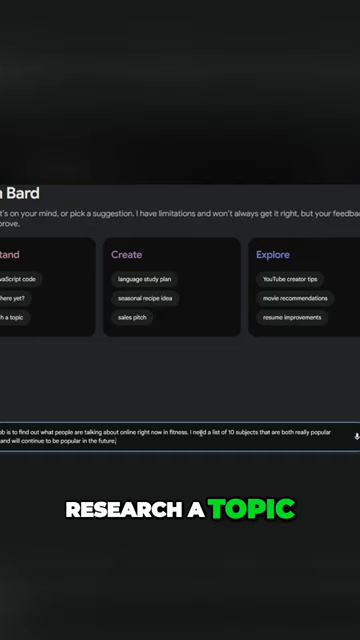 n Bard
t's on your mind, or pick a suggestion. I have limitations and won't always get it right, but your feedbac
prove.
stand
Create
Explore
vaScript code
language study plan
YouTube creator tips
here yet?
seasonal recipe idea
movie recommendations
h a topic
sales pitch
resume improvements
ob is to find out what people are talking about online right now in fitness. I need a list of 10 subjects that are both really popular
and will continue to be popular in the future.
RESEARCH A TOPIC